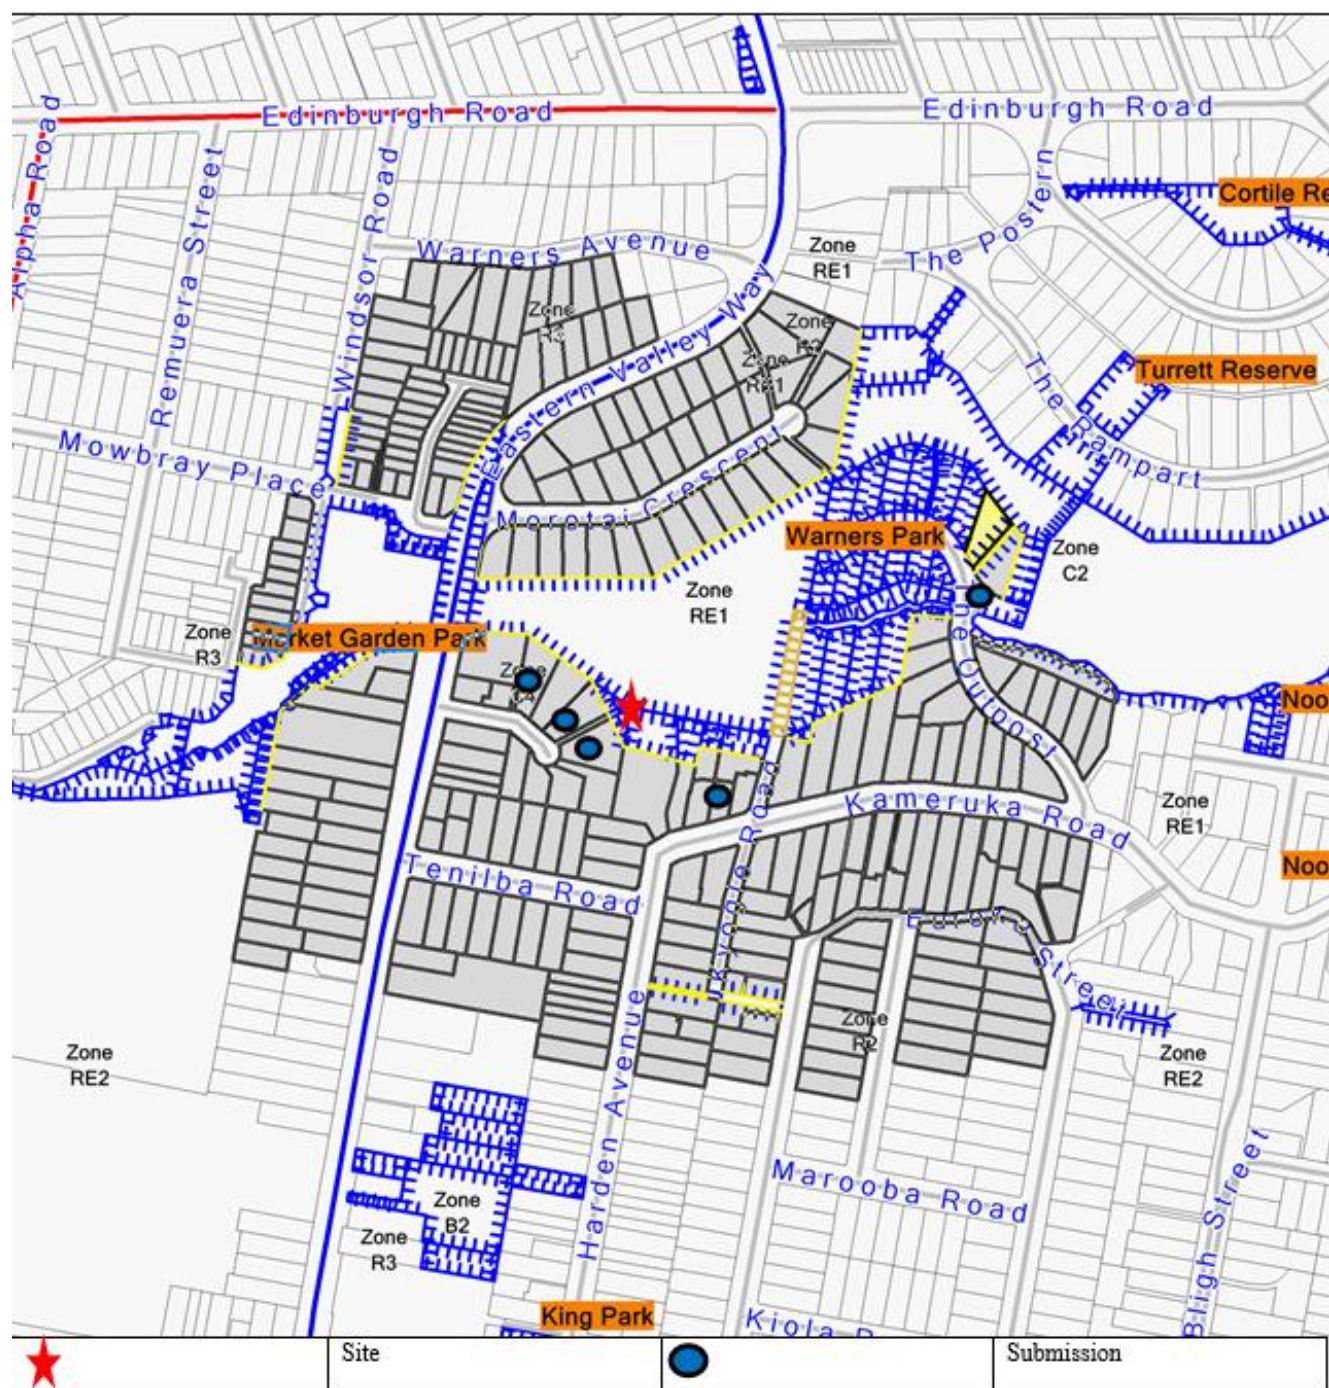 Edinburgh Road
Edinburgh Road
Alpha Road
Remuera Street
Windsor Road
The Postern
Cortile Re
Warners Avenue
Zone
RE1
Zone
R3
Zone
Zone
RE1
Eastern Valley Way
The Rampart
Turrett Reserve
Mowbray Place
Morotai Crescent
Warners Park
Zone
C2
Zone
RE1
Zone
R3
Market Garden Park
Zone
The Outpost
Noo
Kameruka Road
Zone
RE1
Noo
Tenilba Road
Kyogle Road
Euroka Street
Harden Avenue
Zone
R2
Zone
RE2
Zone
RE2
Zone
B2
Zone
R3
Marooba Road
Bligh Street
King Park
Kiola R
Site
Submission